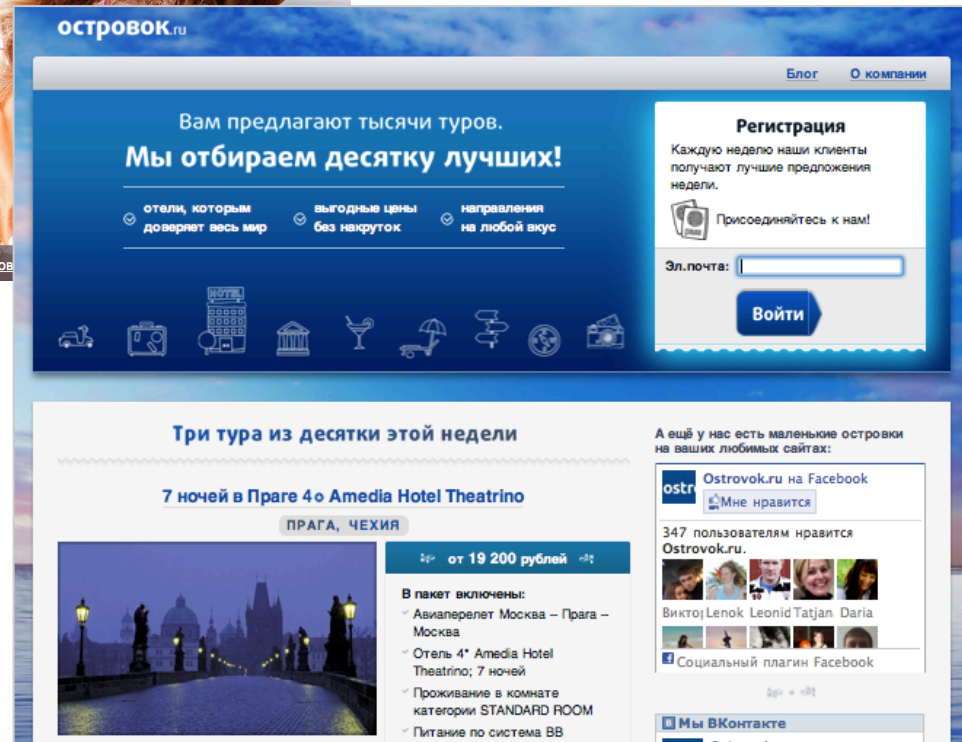 островок.ru
Блог О компании
Вам предлагают тысячи туров.
Мы отбираем десятку лучших!
отели, которым
доверяет весь мир
выгодные цены
без накруток
направления
на любой вкус
HOTEL
Регистрация
Каждую неделю наши клиенты
получают лучшие предложения
недели.
Присоединяйтесь к нам!
Эл.почта:
Войти
ов
Три тура из десятки этой недели
7 ночей в Праге 4 Amedia Hotel Theatrino
ПРАГА, ЧЕХИЯ
от 19 200 рублей
В пакет включены:
Авиаперелет Москва – Прага –
Москва
Отель 4* Amedia Hotel
Theatrino; 7 ночей
Проживание в комнате
категории STANDARD ROOM
Питание по система BB
А ещё у нас есть маленькие островки
на ваших любимых сайтах:
ostr
Ostrovok.ru на Facebook
Мне нравится
347 пользователям нравится
Ostrovok.ru.
Виктор Lenok Leonid Tatjan Daria
Социальный плагин Facebook
Мы ВКонтакте